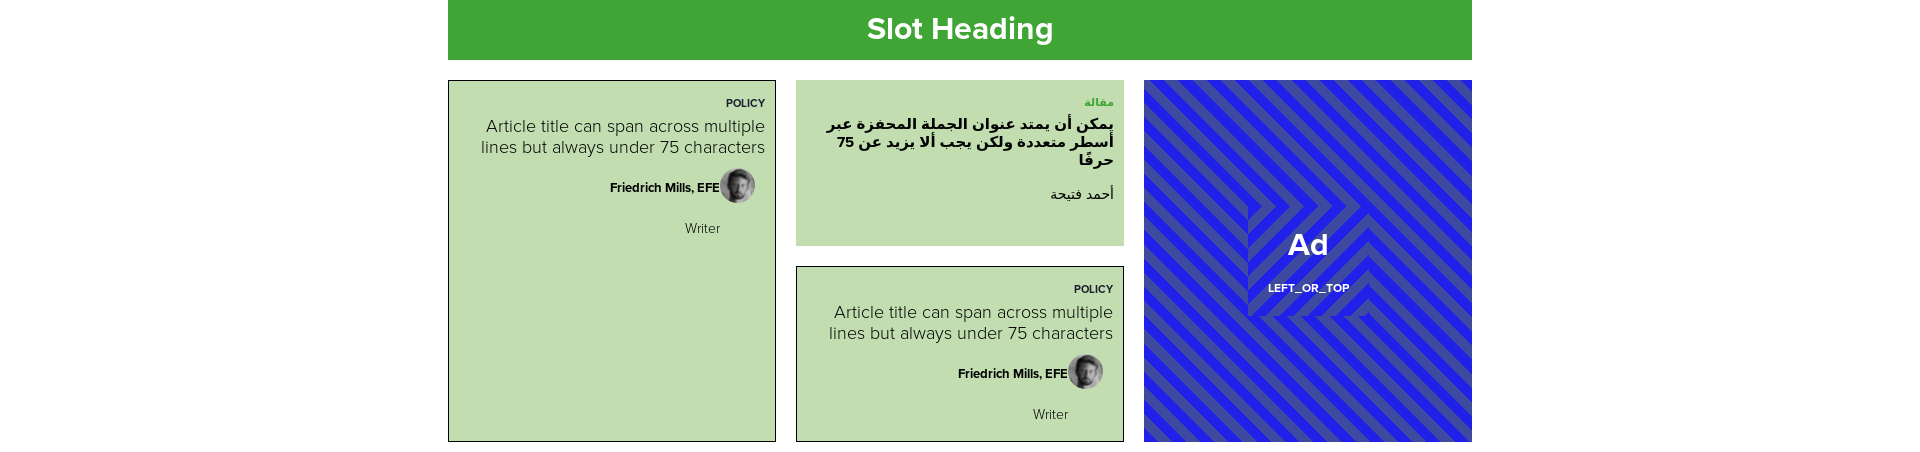 Slot Heading
POLICY
Article title can span across multiple
lines but always under 75 characters
Friedrich Mills, EFE
Writer
مقالة
يمكن أن يمتد عنوان الجملة المحفزة عبر
أسطر متعددة ولكن يجب ألا يزيد عن 75
حرفًا
أحمد فتيحة
POLICY
Article title can span across multiple
lines but always under 75 characters
Friedrich Mills, EFE
Writer
Ad
LEFT_OR_TOP